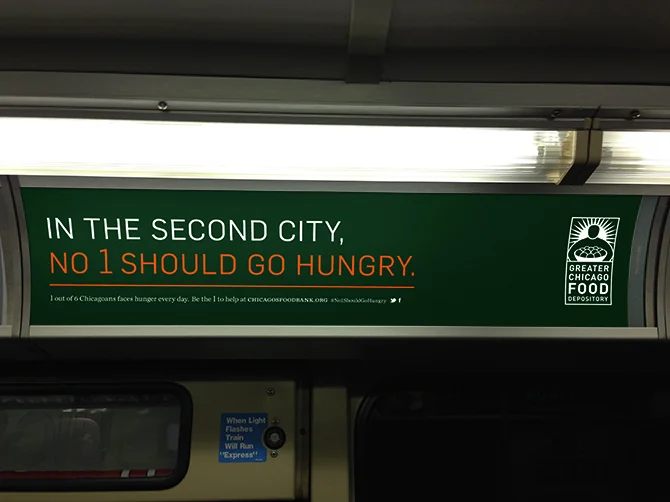 IN THE SECOND CITY,
NO 1 SHOULD GO HUNGRY.
1 out of 6 Chicagoans faces hunger every day. Be the 1 to help at CHICAGOSFOODBANK.ORG #No1ShouldGoHungry
GREATER
CHICAGO
FOOD
DEPOSITORY
When Light
Flashes
Train
Will Run
"Express"